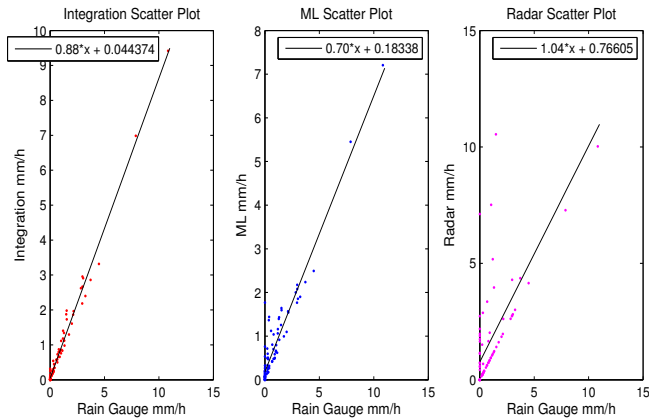 Integration Scatter Plot
0.88*x + 0.044374
10
9
8
7
6
5
4
3
2
1
0
Integration mm/h
0 5 10 15
Rain Gauge mm/h
ML Scatter Plot
0.70*x + 0.18338
8
7
6
5
4
3
2
1
0
ML mm/h
0 5 10 15
Rain Gauge mm/h
Radar Scatter Plot
1.04*x + 0.76605
15
10
5
0
Radar mm/h
0 5 10 15
Rain Gauge mm/h